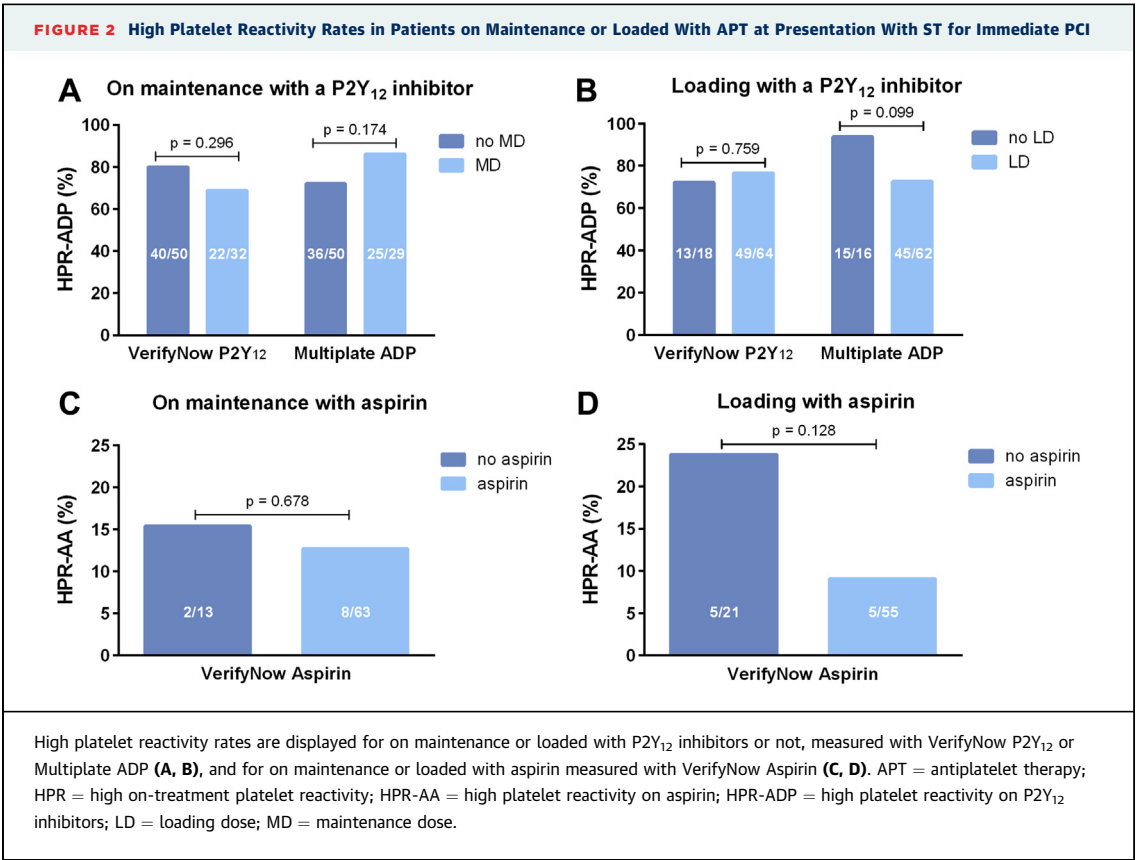 FIGURE 2 High Platelet Reactivity Rates in Patients on Maintenance or Loaded With APT at Presentation With ST for Immediate PCI
A
On maintenance with a P2Y₁₂ inhibitor
HPR-ADP (%)
100
80
60
40
20
0
p = 0.296
p = 0.174
no MD
MD
40/50
22/32
36/50
25/29
VerifyNow P2Y₁₂
Multiplate ADP
B
Loading with a P2Y₁₂ inhibitor
HPR-ADP (%)
100
80
60
40
20
0
p = 0.759
p = 0.099
no LD
LD
13/18
49/64
15/16
45/62
VerifyNow P2Y₁₂
Multiplate ADP
C
On maintenance with aspirin
HPR-AA (%)
25
20
15
10
5
0
p = 0.678
no aspirin
aspirin
2/13
8/63
VerifyNow Aspirin
D
Loading with aspirin
HPR-AA (%)
25
20
15
10
5
0
p = 0.128
no aspirin
aspirin
5/21
5/55
VerifyNow Aspirin
High platelet reactivity rates are displayed for on maintenance or loaded with P2Y₁₂ inhibitors or not, measured with VerifyNow P2Y₁₂ or
Multiplate ADP (A, B), and for on maintenance or loaded with aspirin measured with VerifyNow Aspirin (C, D). APT = antiplatelet therapy;
HPR = high on-treatment platelet reactivity; HPR-AA = high platelet reactivity on aspirin; HPR-ADP = high platelet reactivity on P2Y₁₂
inhibitors; LD = loading dose; MD = maintenance dose.